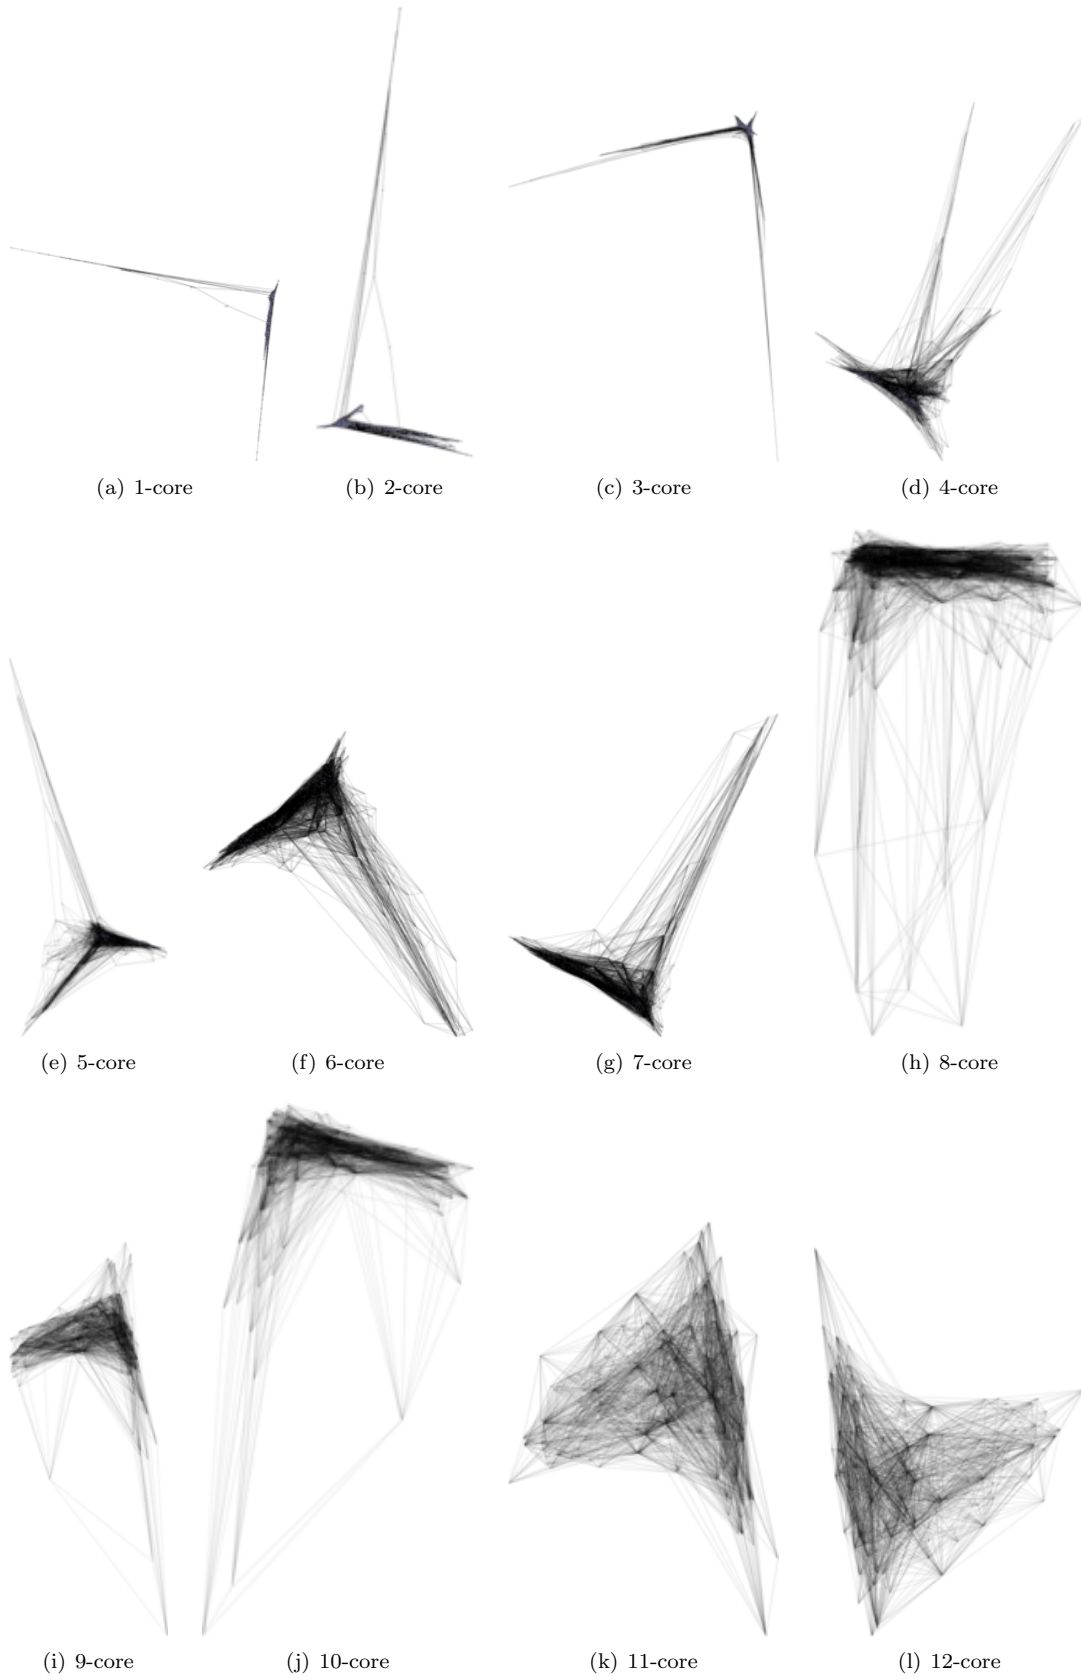 (a) 1-core
(b) 2-core
(c) 3-core
(d) 4-core
(e) 5-core
(f) 6-core
(g) 7-core
(h) 8-core
(i) 9-core
(j) 10-core
(k) 11-core
(l) 12-core